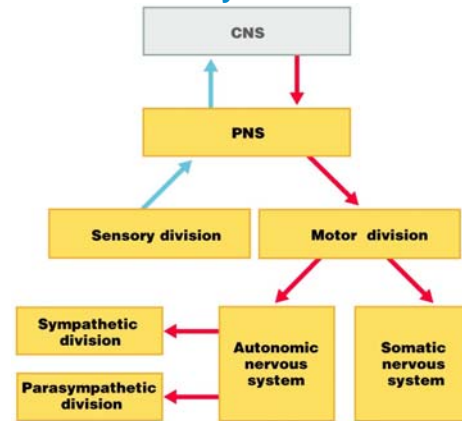 CNS
PNS
Sensory division
Motor division
Sympathetic
division
Autonomic
nervous
system
Somatic
nervous
system
Parasympathetic
division